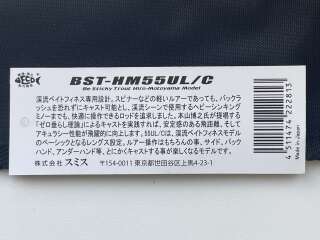 BST-HM55UL/C
Be Sticky Trout Hiro-Motoyama Model
渓流ベイトフィネス専用設計。スピナーなどの軽いルアーであっても、バックラ
ッシュを恐れずにキャスト可能とし、渓流シーンで使用するヘビーシンキング
ミノーまでも、快適に操作できるロッドを追求しました。本山博之氏が提唱する
「ゼロ垂らし理論」によるキャストを実践すれば、安定感のある飛距離、そして
アキュラシー性能が飛躍的に向上します。55UL/Cは、渓流ベイトフィネスモデル
のベーシックとなるレングス設定。ルアー操作はもちろんの事、サイド、バック
ハンド、アンダーハンド等、とにかくキャストする事が楽しくなるモデルです。
株式会社 スミス 〒154-0011 東京都世田谷区上馬4-23-1
4 511474 222813
Made in Japan